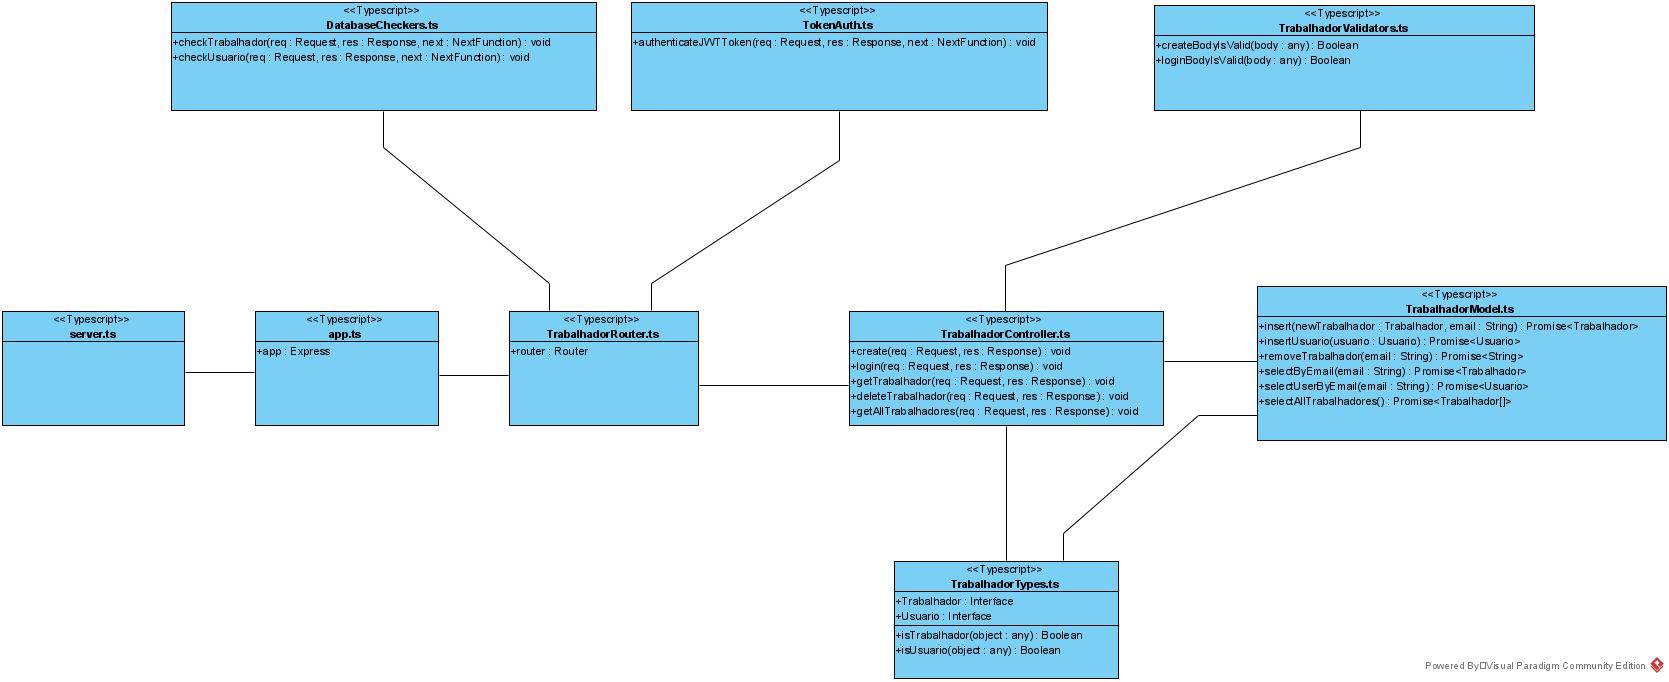 <<Typescript>>
DatabaseCheckers.ts
+checkTrabalhador(req : Request, res : Response, next : NextFunction) : void
+checkUsuario(req : Request, res : Response, next : NextFunction) : void
<<Typescript>>
TokenAuth.ts
+authenticateJWTToken(req : Request, res : Response, next : NextFunction) : void
<<Typescript>>
TrabalhadorValidators.ts
+createBodyIsValid(body : any) : Boolean
+loginBodyIsValid(body : any) : Boolean
<<Typescript>>
server.ts
<<Typescript>>
app.ts
+app : Express
<<Typescript>>
TrabalhadorRouter.ts
+router : Router
<<Typescript>>
TrabalhadorController.ts
+create(req : Request, res : Response) : void
+login(req : Request, res : Response) : void
+getTrabalhador(req : Request, res : Response) : void
+deleteTrabalhador(req : Request, res : Response) : void
+getAllTrabalhadores(req : Request, res : Response) : void
<<Typescript>>
TrabalhadorModel.ts
+insert(newTrabalhador : Trabalhador, email : String) : Promise<Trabalhador>
+insertUsuario(usuario : Usuario) : Promise<Usuario>
+removeTrabalhador(email : String) : Promise<String>
+selectByEmail(email : String) : Promise<Trabalhador>
+selectUserByEmail(email : String) : Promise<Usuario>
+selectAllTrabalhadores() : Promise<Trabalhador[]>
<<Typescript>>
TrabalhadorTypes.ts
+Trabalhador : Interface
+Usuario : Interface
+isTrabalhador(object : any) : Boolean
+isUsuario(object : any) : Boolean
Powered By□Visual Paradigm Community Edition